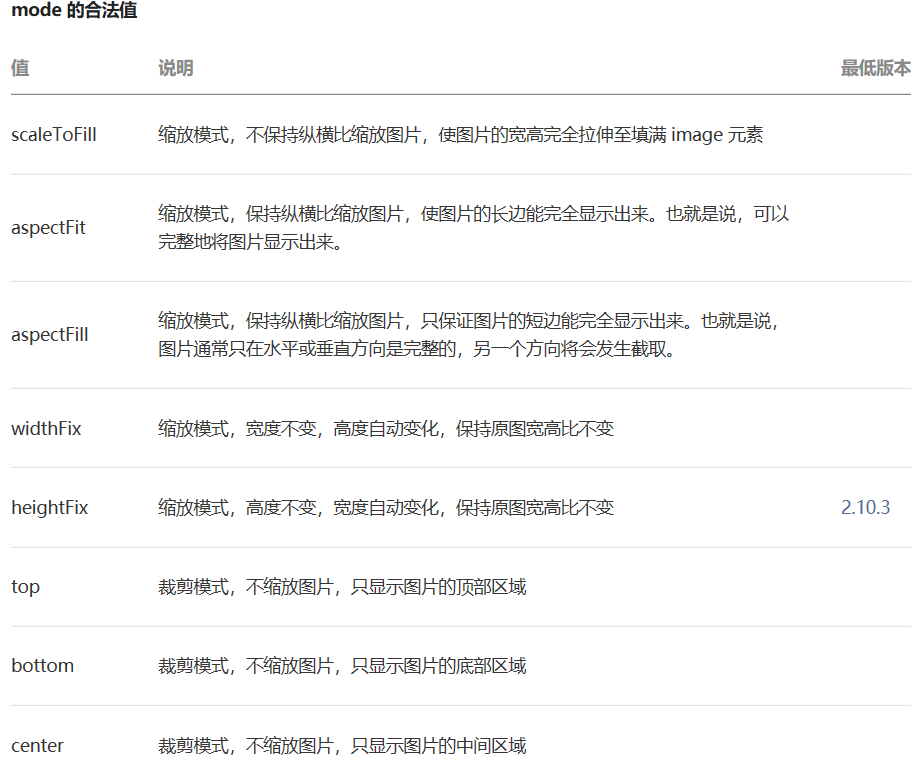 mode 的合法值
值 说明 最低版本
scaleToFill 缩放模式，不保持纵横比缩放图片，使图片的宽高完全拉伸至填满 image 元素
aspectFit 缩放模式，保持纵横比缩放图片，使图片的长边能完全显示出来。也就是说，可以
完整地将图片显示出来。
aspectFill 缩放模式，保持纵横比缩放图片，只保证图片的短边能完全显示出来。也就是说，
图片通常只在水平或垂直方向是完整的，另一个方向将会发生截取。
widthFix 缩放模式，宽度不变，高度自动变化，保持原图宽高比不变
heightFix 缩放模式，高度不变，宽度自动变化，保持原图宽高比不变 2.10.3
top 裁剪模式，不缩放图片，只显示图片的顶部区域
bottom 裁剪模式，不缩放图片，只显示图片的底部区域
center 裁剪模式，不缩放图片，只显示图片的中间区域